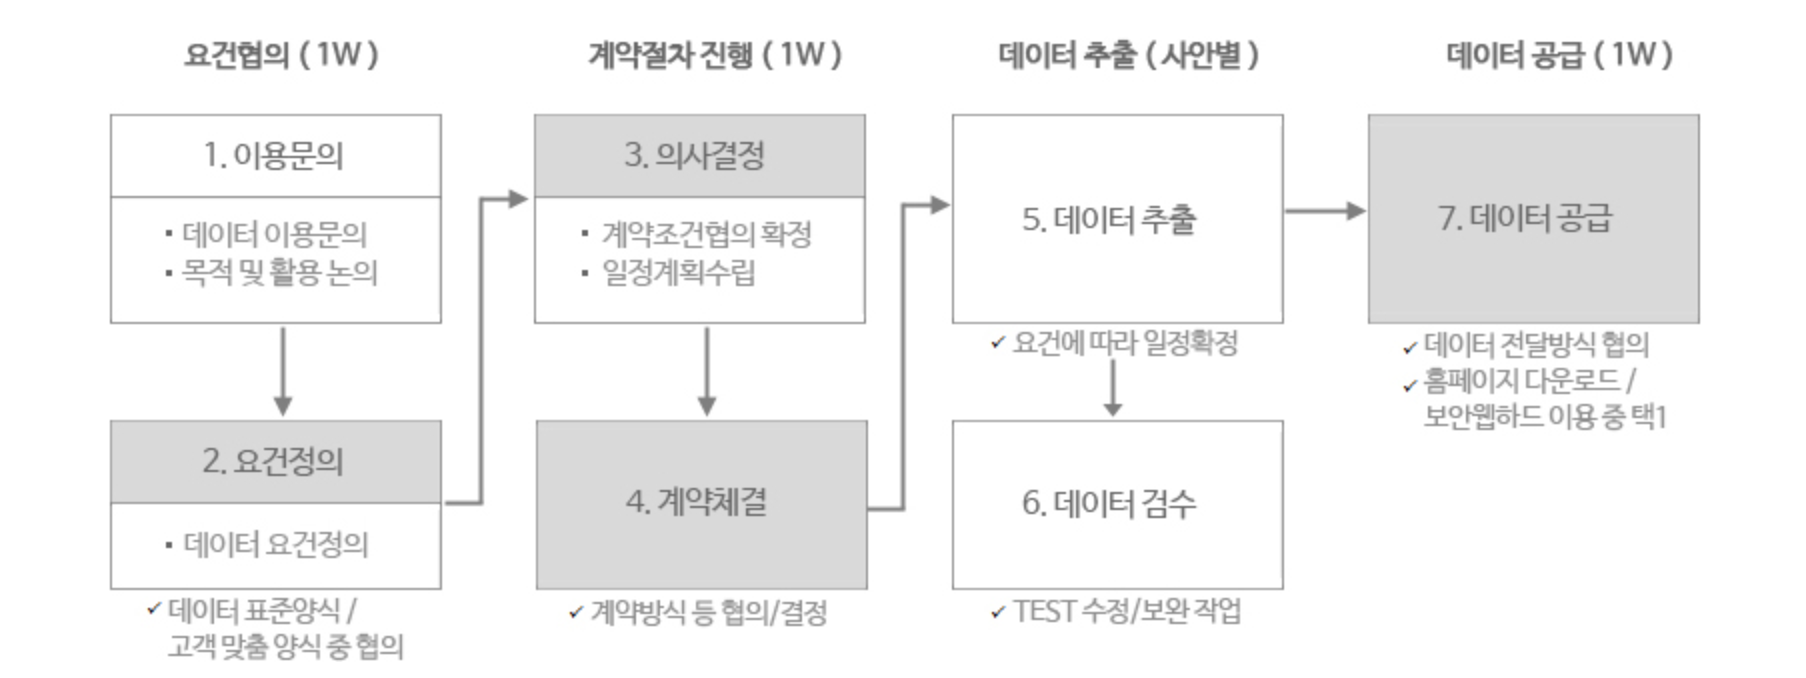 요건협의 ( 1W )
1. 이용문의
▪ 데이터 이용문의
▪ 목적 및 활용 논의
2. 요건정의
▪ 데이터 요건정의
✓ 데이터 표준양식 /
고객 맞춤 양식 중 협의
계약절차 진행 ( 1W )
3. 의사결정
▪ 계약조건협의 확정
▪ 일정계획수립
4. 계약체결
✓ 계약방식 등 협의/결정
데이터 추출 ( 사안별 )
5. 데이터 추출
✓ 요건에 따라 일정확정
6. 데이터 검수
✓ TEST 수정/보완 작업
데이터 공급 ( 1W )
7. 데이터 공급
✓ 데이터 전달방식 협의
✓ 홈페이지 다운로드 /
보안웹하드 이용 중 택1